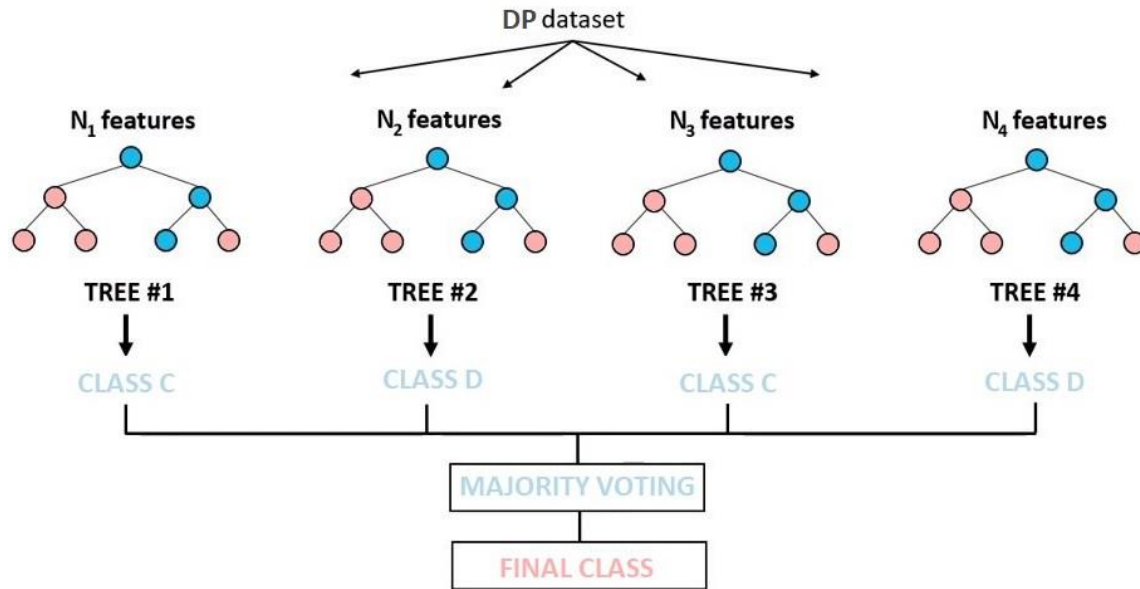 DP dataset
N₁ features
N₂ features
N₃ features
N₄ features
TREE #1
TREE #2
TREE #3
TREE #4
CLASS C
CLASS D
CLASS C
CLASS D
MAJORITY VOTING
FINAL CLASS